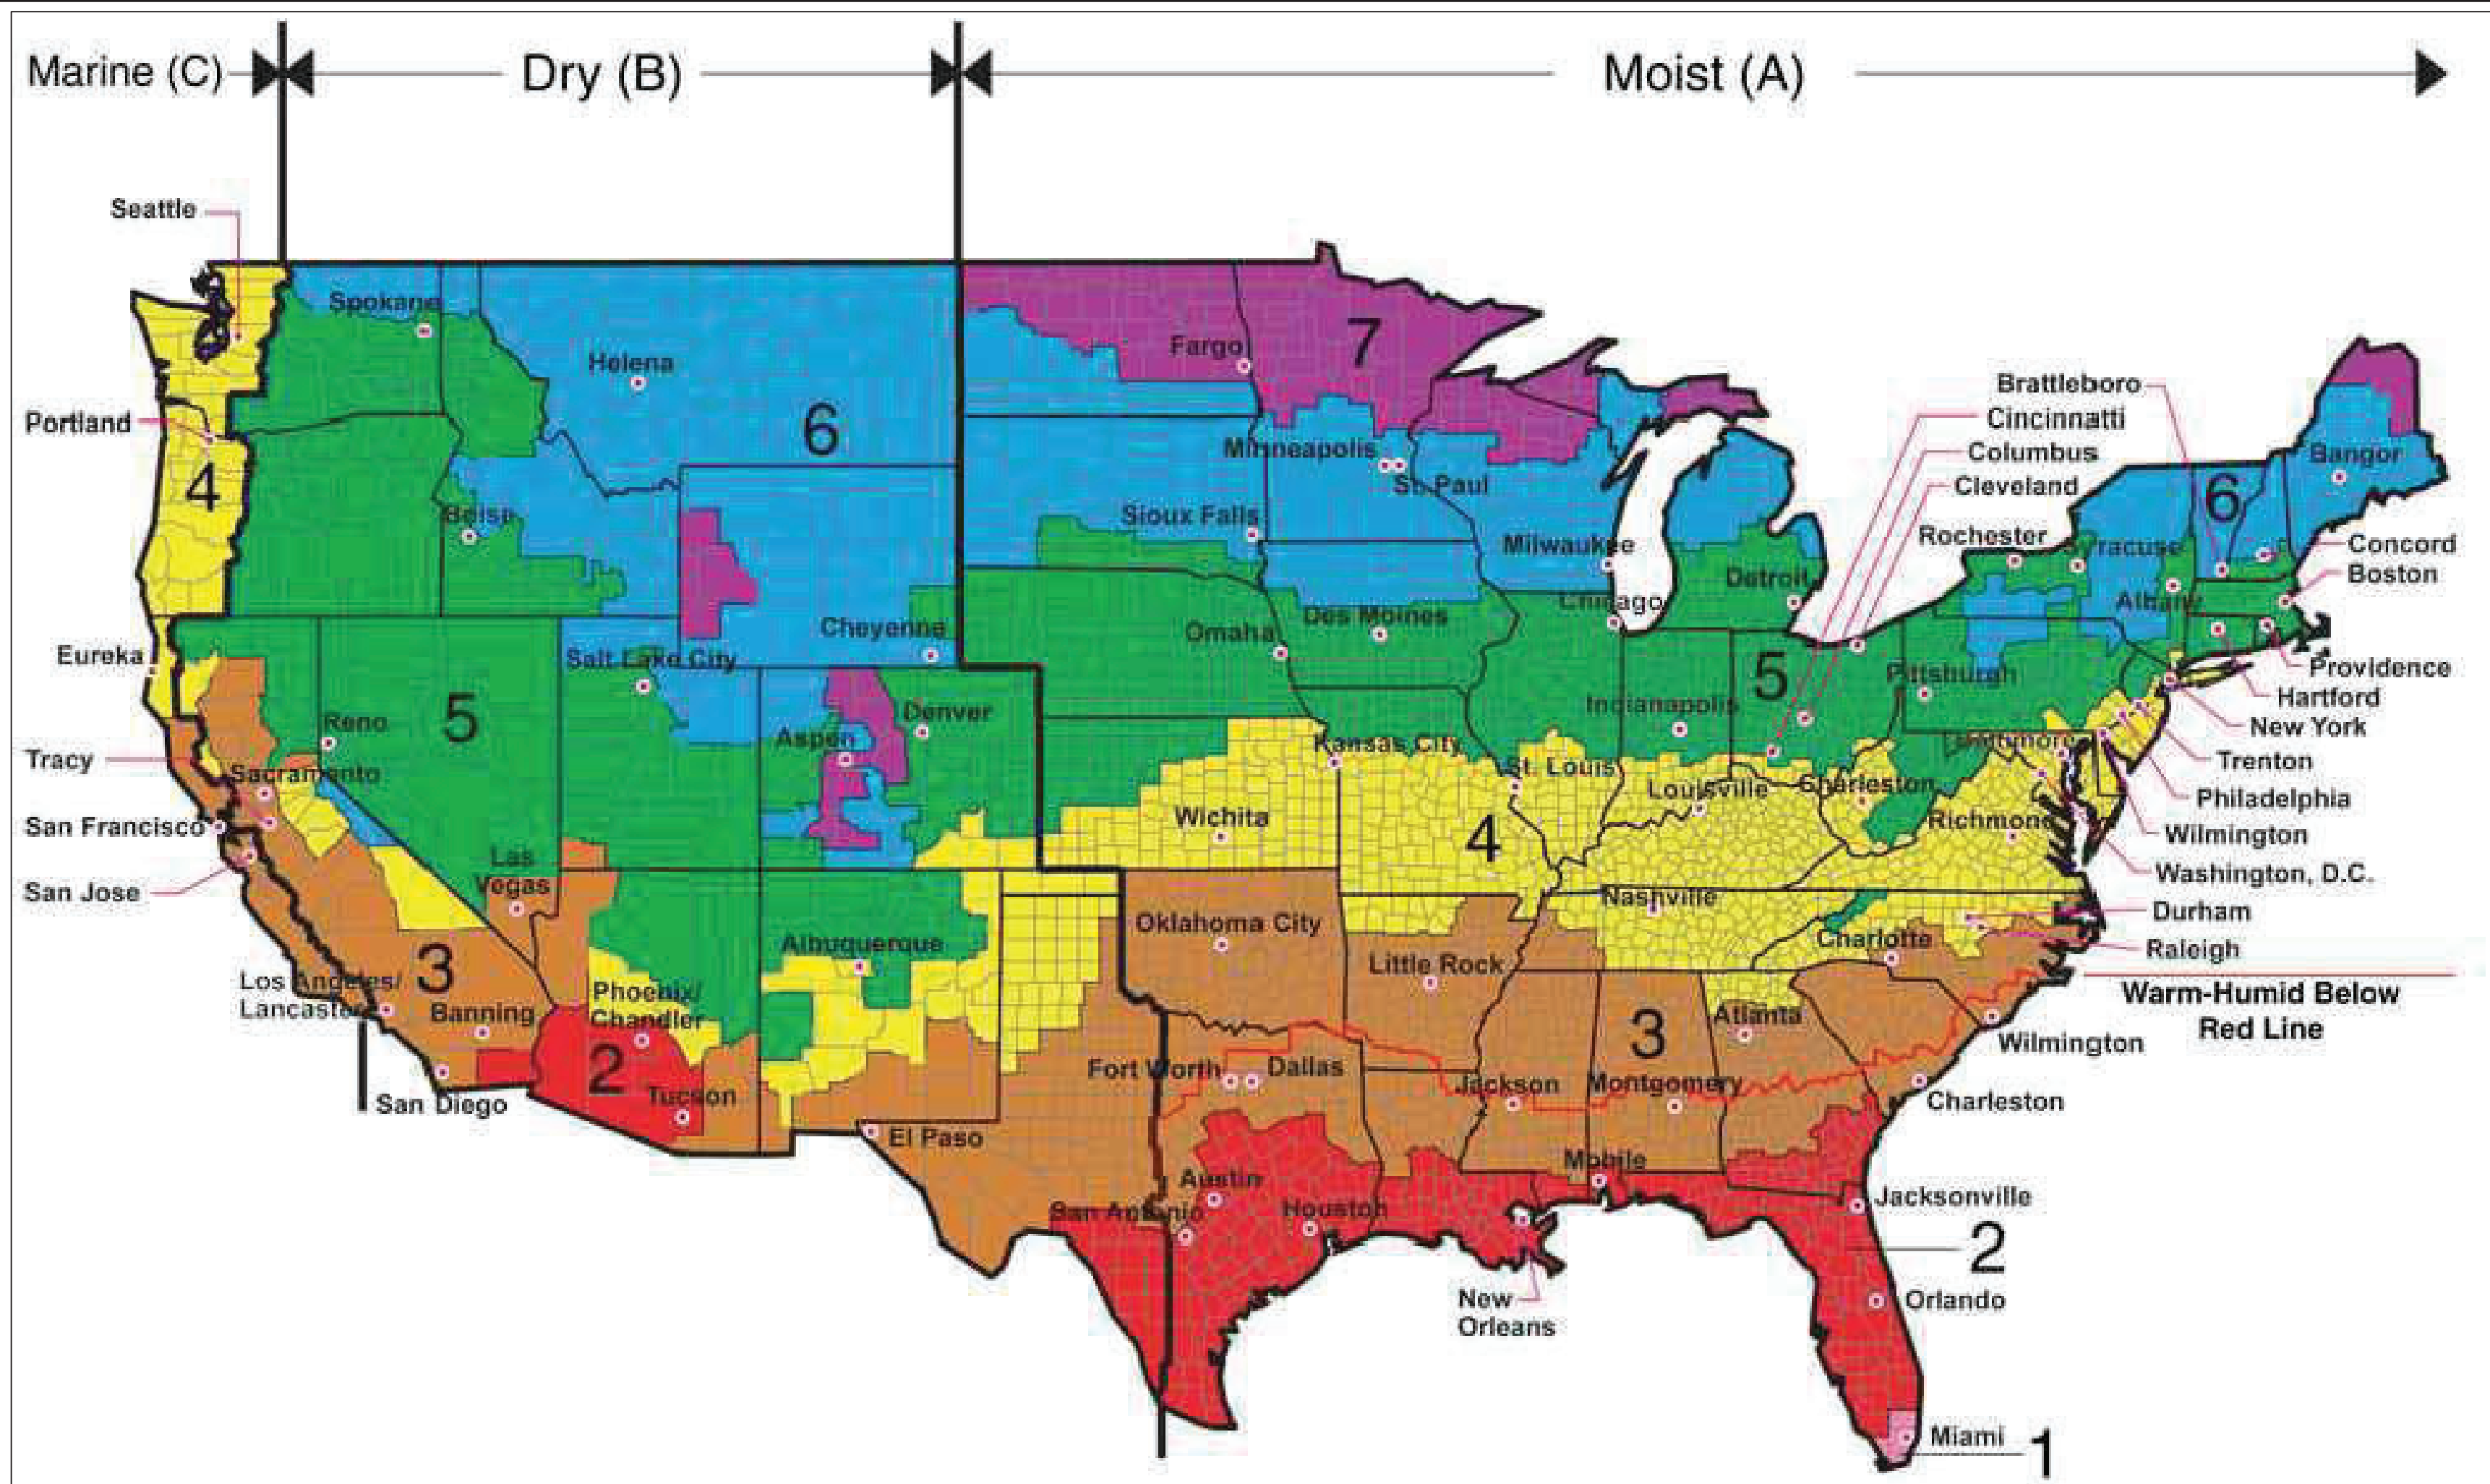 Marine (C)
Dry (B)
Moist (A)
Seattle
Spokane
Helena
Fargo
7
Portland
6
4
Minneapolis
St. Paul
Brattleboro
Cincinnatti
Columbus
Cleveland
Bangor
6
Boise
Sioux Falls
Milwaukee
Rochester
Syracuse
Concord
Boston
Detroit
Albany
Chicago
Des Moines
Omaha
Cheyenne
Eureka
Salt Lake City
Providence
Pittsburgh
5
Hartford
New York
5
Reno
Denver
Indianapolis
Aspen
Kansas City
Baltimore
Trenton
Tracy
Sacramento
St. Louis
Louisville
Charleston
Philadelphia
San Francisco
Wichita
4
Richmond
Wilmington
Las
Vegas
Washington, D.C.
San Jose
Nashville
Durham
Oklahoma City
Albuquerque
Charlotte
Raleigh
3
Little Rock
Los Angeles/
Lancaster
Banning
Phoenix/
Chandler
Warm-Humid Below
Red Line
3
Atlanta
Wilmington
2
Fort Worth
Dallas
Jackson
Montgomery
Tucson
San Diego
Charleston
El Paso
Mobile
Austin
San Antonio
Houston
Jacksonville
2
New
Orleans
Orlando
Miami
1